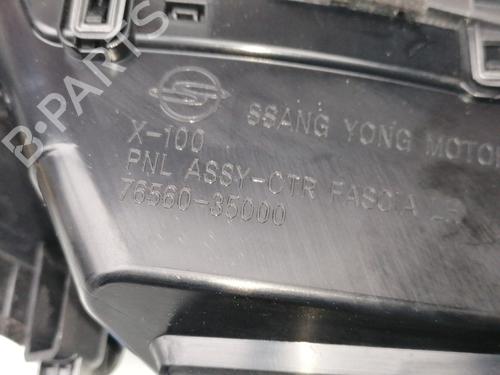 SSANG YONG MOTOR
X-100
PNL ASSY-CTR FASCIA
76560-35000
B-PARTS